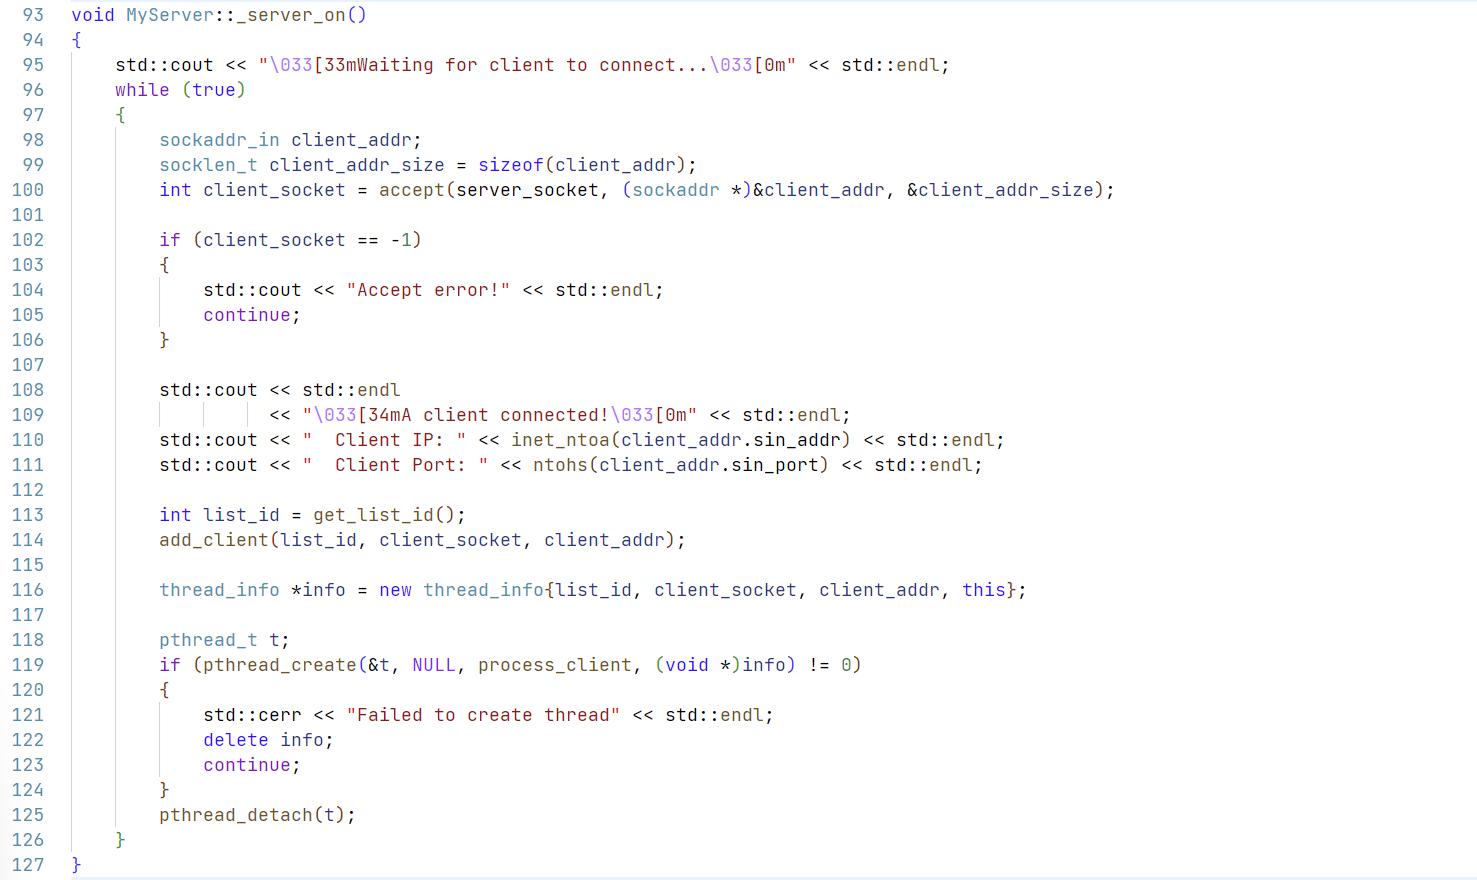 93 void MyServer::_server_on()
94 {
95     std::cout << "\033[33mWaiting for client to connect...\033[0m" << std::endl;
96     while (true)
97     {
98         sockaddr_in client_addr;
99         socklen_t client_addr_size = sizeof(client_addr);
100         int client_socket = accept(server_socket, (sockaddr *)&client_addr, &client_addr_size);
101
102         if (client_socket == -1)
103         {
104             std::cout << "Accept error!" << std::endl;
105             continue;
106         }
107
108         std::cout << std::endl
109                   << "\033[34mA client connected!\033[0m" << std::endl;
110         std::cout << "  Client IP: " << inet_ntoa(client_addr.sin_addr) << std::endl;
111         std::cout << "  Client Port: " << ntohs(client_addr.sin_port) << std::endl;
112
113         int list_id = get_list_id();
114         add_client(list_id, client_socket, client_addr);
115
116         thread_info *info = new thread_info{list_id, client_socket, client_addr, this};
117
118         pthread_t t;
119         if (pthread_create(&t, NULL, process_client, (void *)info) != 0)
120         {
121             std::cerr << "Failed to create thread" << std::endl;
122             delete info;
123             continue;
124         }
125         pthread_detach(t);
126     }
127 }